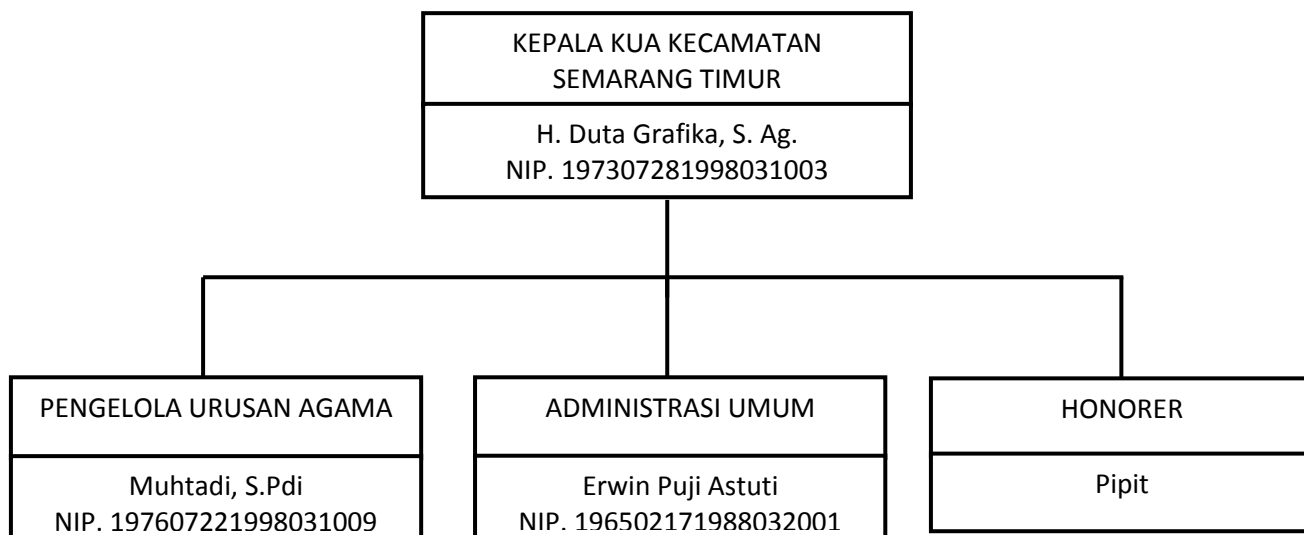 KEPALA KUA KECAMATAN
SEMARANG TIMUR
H. Duta Grafika, S. Ag.
NIP. 197307281998031003
PENGELOLA URUSAN AGAMA
Muhtadi, S.Pdi
NIP. 197607221998031009
ADMINISTRASI UMUM
Erwin Puji Astuti
NIP. 196502171988032001
HONORER
Pipit